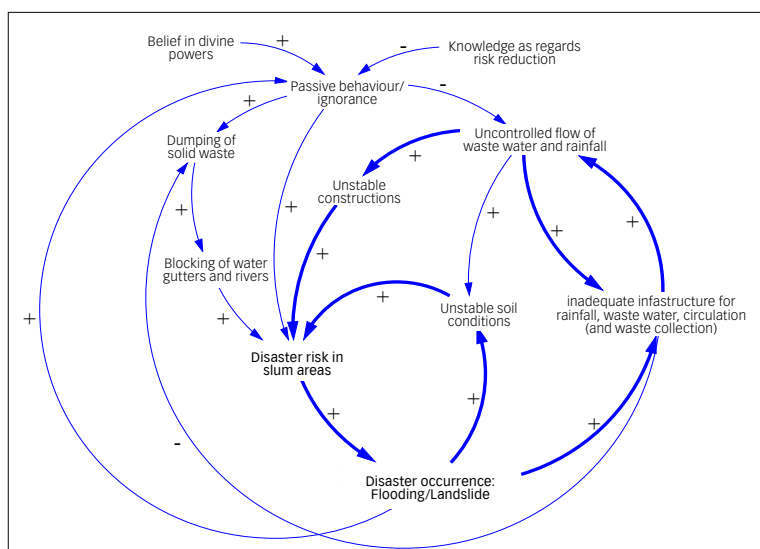 Belief in divine
powers
+
-
Knowledge as regards
risk reduction
Passive behaviour/
ignorance
+
-
Dumping of
solid waste
Uncontrolled flow of
waste water and rainfall
+
Unstable
constructions
+
+
+
+
+
+
Blocking of water
gutters and rivers
+
Unstable soil
conditions
inadequate infastructure for
rainfall, waste water, circulation
(and waste collection)
+
+
Disaster risk in
slum areas
+
+
+
-
Disaster occurrence:
Flooding/Landslide